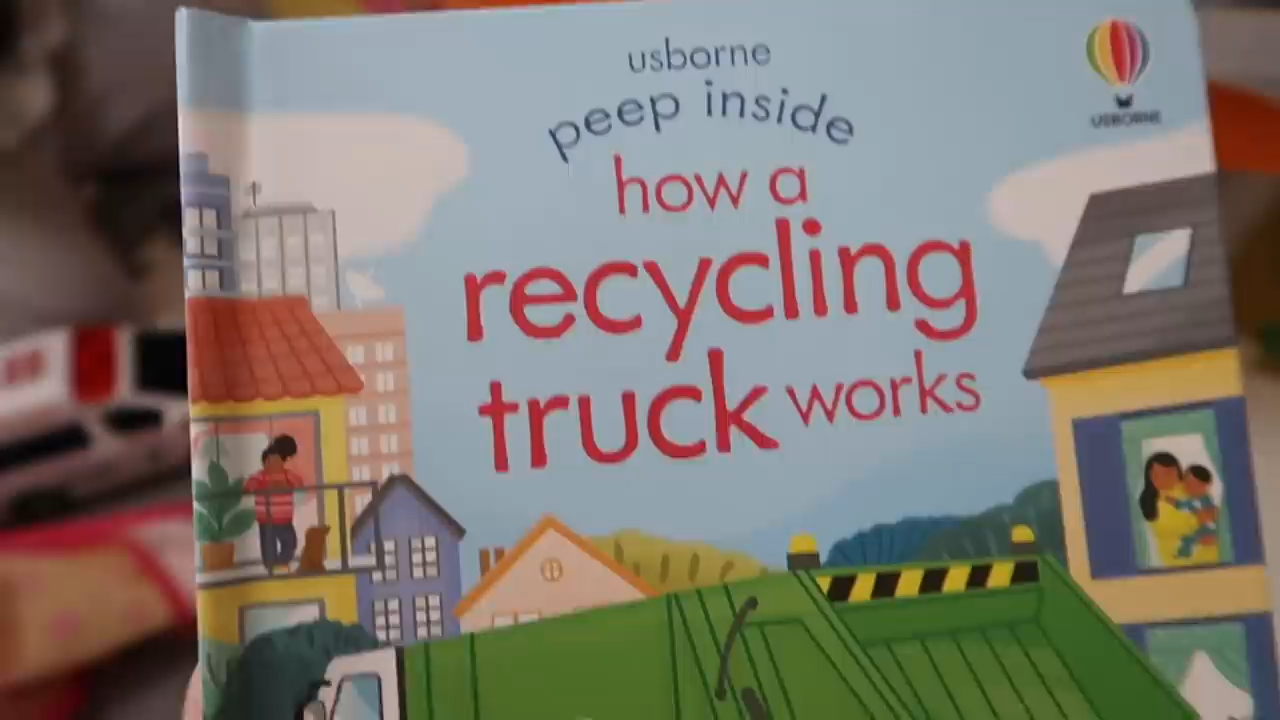 usborne
peep inside
how a
recycling
truck works
USBORNE